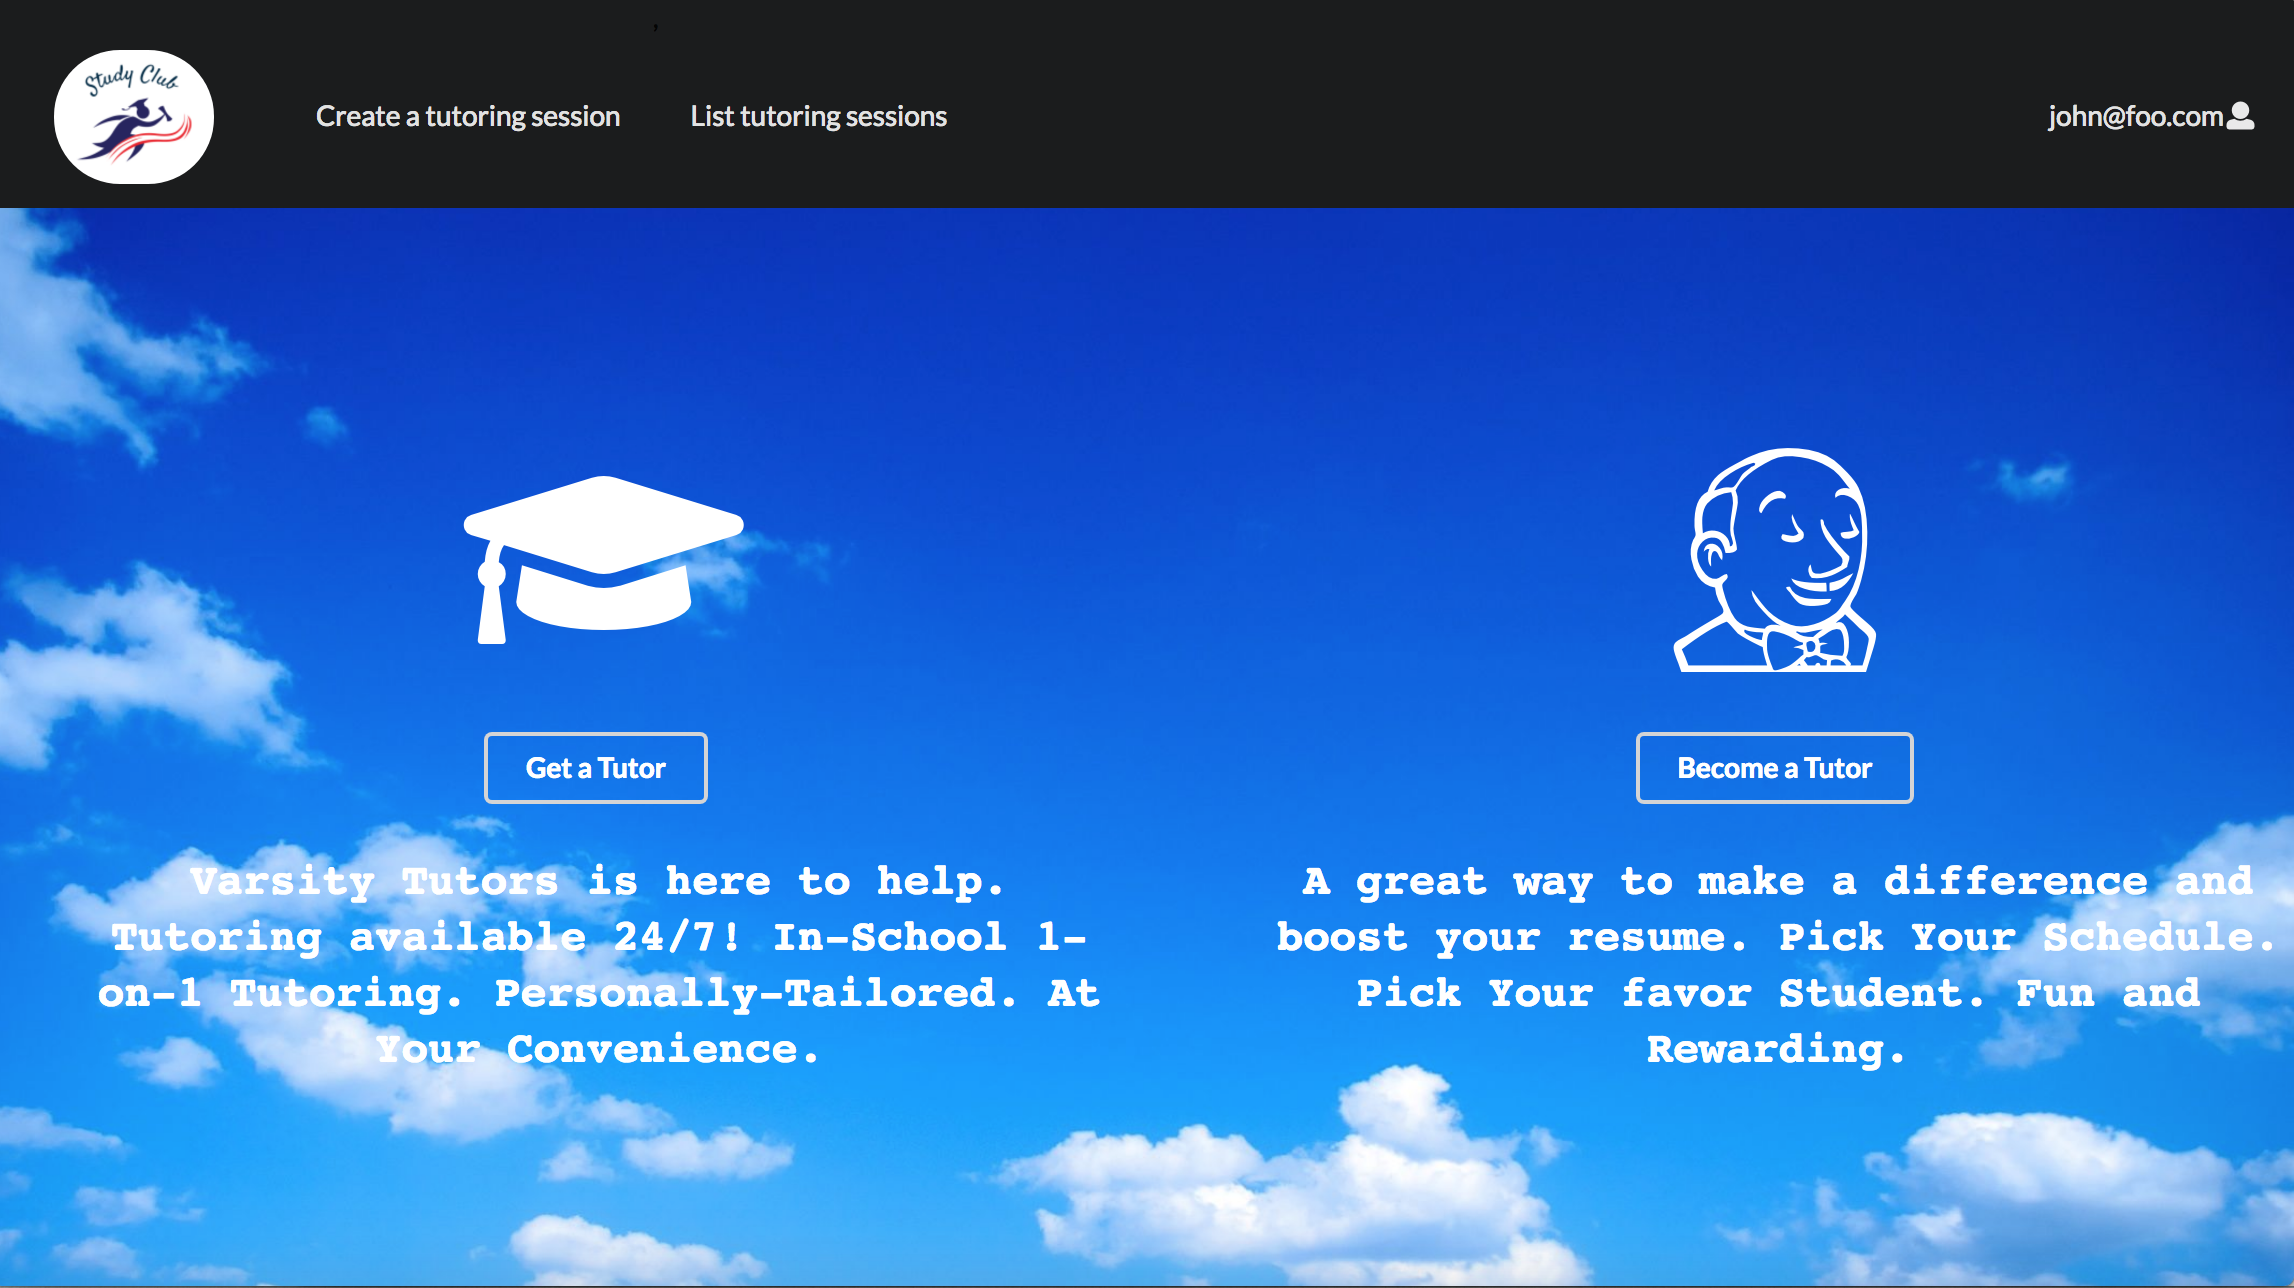 Study Club
Create a tutoring session
List tutoring sessions
john@foo.com
Get a Tutor
Varsity Tutors is here to help.
Tutoring available 24/7! In-School 1-
on-1 Tutoring. Personally-Tailored. At
Your Convenience.
Become a Tutor
A great way to make a difference and
boost your resume. Pick Your Schedule.
Pick Your favor Student. Fun and
Rewarding.